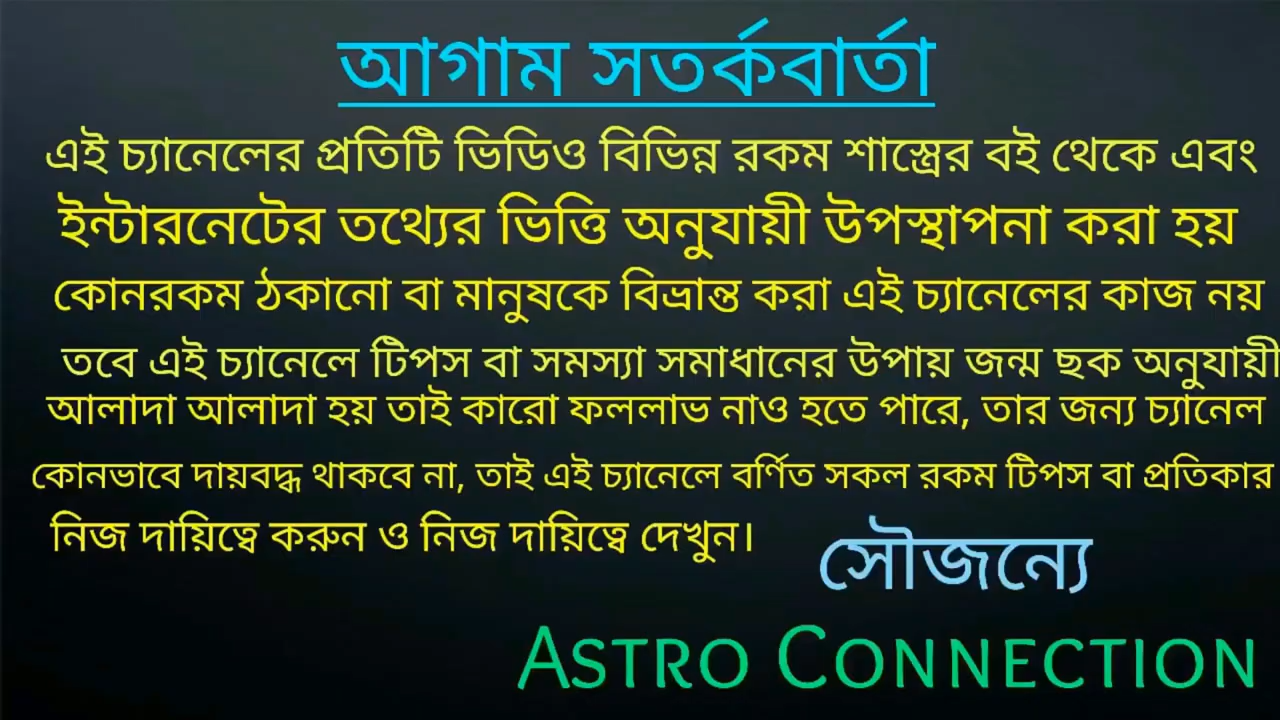 আগাম সতর্কবার্তা
এই চ্যানেলের প্রতিটি ভিডিও বিভিন্ন রকম শাস্ত্রের বই থেকে এবং
ইন্টারনেটের তথ্যের ভিত্তি অনুযায়ী উপস্থাপনা করা হয়
কোনরকম ঠকানো বা মানুষকে বিভ্রান্ত করা এই চ্যানেলের কাজ নয়
তবে এই চ্যানেলে টিপস বা সমস্যা সমাধানের উপায় জন্ম ছক অনুযায়ী
আলাদা আলাদা হয় তাই কারো ফললাভ নাও হতে পারে, তার জন্য চ্যানেল
কোনভাবে দায়বদ্ধ থাকবে না, তাই এই চ্যানেলে বর্ণিত সকল রকম টিপস বা প্রতিকার
নিজ দায়িত্বে করুন ও নিজ দায়িত্বে দেখুন।
সৌজন্যে
ASTRO CONNECTION